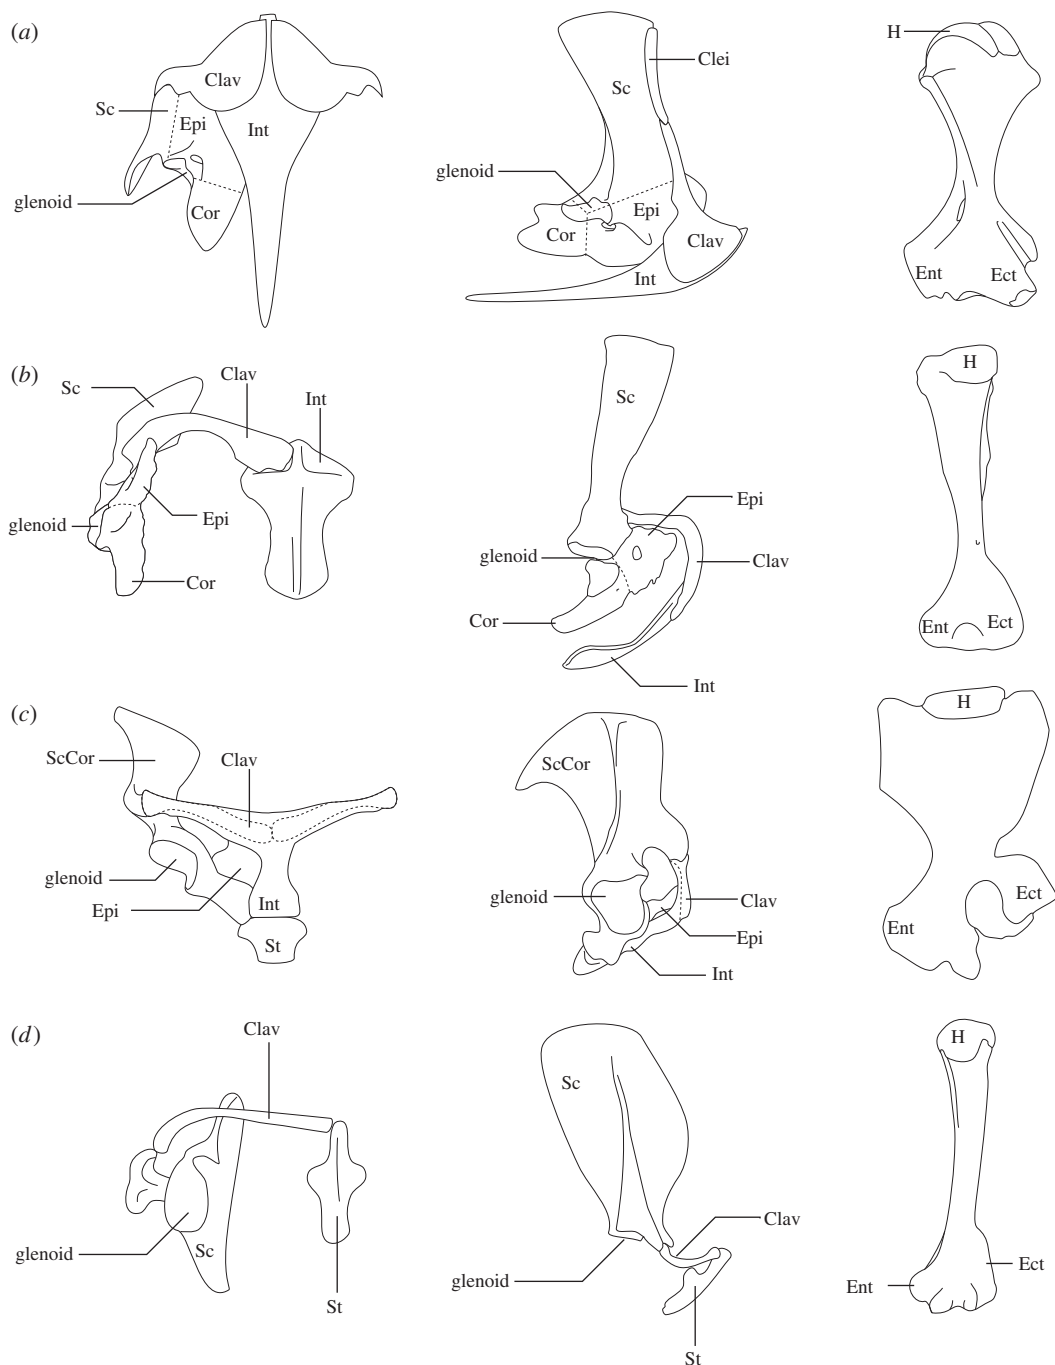 (a)
Clav
Sc
Epi
Int
glenoid
Cor
Clei
Sc
glenoid
Epi
Cor
Clav
Int
H
Ent
Ect
(b)
Sc
Clav
Int
glenoid
Epi
Cor
Sc
Epi
glenoid
Clav
Cor
Int
H
Ent
Ect
(c)
ScCor
Clav
glenoid
Epi
Int
St
ScCor
glenoid
Clav
Epi
Int
H
Ect
Ent
(d)
Clav
glenoid
Sc
St
Sc
Clav
glenoid
St
H
Ect
Ent